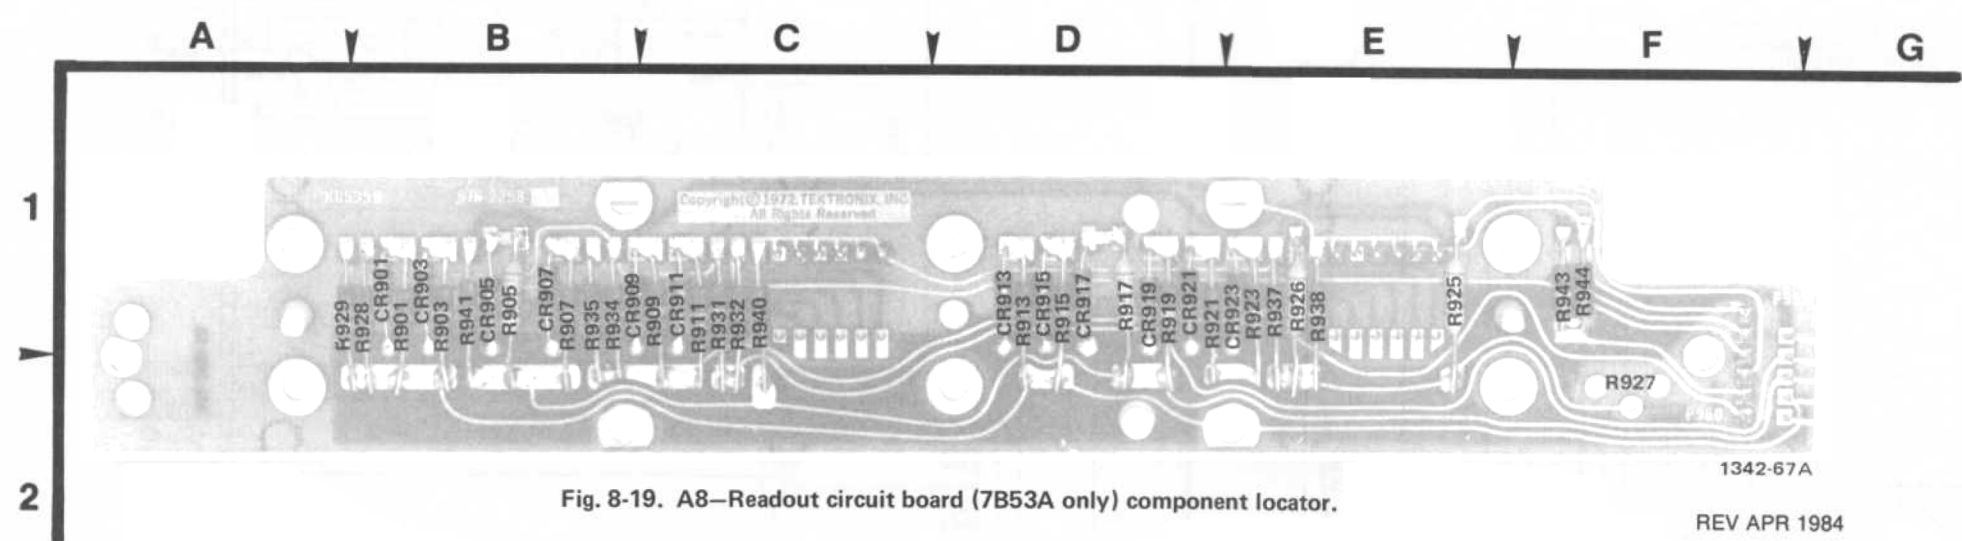 A B C D E F G
1
Copyright © 1972, TEKTRONIX, INC
All Rights Reserved
R929 R928 CR901 R901 CR903 R903 R941 CR905 R905 CR907 R907 R935 R934 CR909 R909 CR911 R911 R931 R932 R940 CR913 R913 CR915 R915 CR917 R917 CR919 R919 CR921 R921 CR923 R923 R937 R926 R938 R925 R943 R944
R927
1342-67A
2
Fig. 8-19. A8—Readout circuit board (7B53A only) component locator.
REV APR 1984